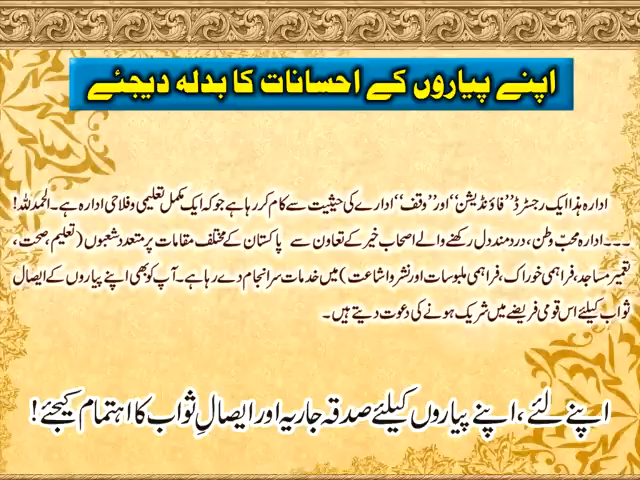 اپنے پیاروں کے احسانات کا بدلہ دیجئے
ادارہ ہذا ایک رجسٹرڈ ’’فاؤنڈیشن‘‘ اور ’’وقف‘‘ ادارے کی حیثیت سے کام کر رہا ہے جو کہ ایک مکمل تعلیمی و فلاحی ادارہ ہے۔ الحمدللہ!
۔۔۔ ادارہ محبّ وطن، دردمند دل رکھنے والے اصحاب خیر کے تعاون سے پاکستان کے مختلف مقامات پر متعدد شعبوں (تعلیم، صحت،
تعمیر مساجد، فراہمی خوراک، فراہمی ملبوسات اور نشر و اشاعت) میں خدمات سرانجام دے رہا ہے۔ آپ کو بھی اپنے پیاروں کے ایصال
ثواب کیلئے اس قومی فریضے میں شریک ہونے کی دعوت دیتے ہیں۔
اپنے لئے، اپنے پیاروں کیلئے صدقہ جاریہ اور ایصالِ ثواب کا اہتمام کیجئے!